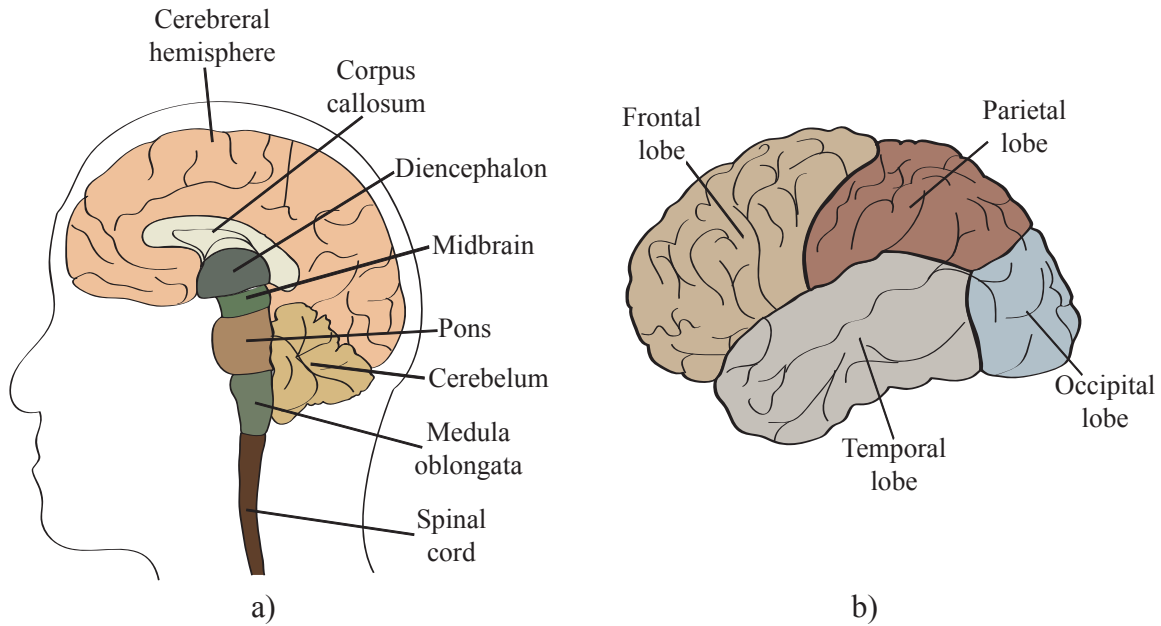 Cerebreral
hemisphere
Corpus
callosum
Diencephalon
Midbrain
Pons
Cerebelum
Medula
oblongata
Spinal
cord
a)
Frontal
lobe
Parietal
lobe
Occipital
lobe
Temporal
lobe
b)